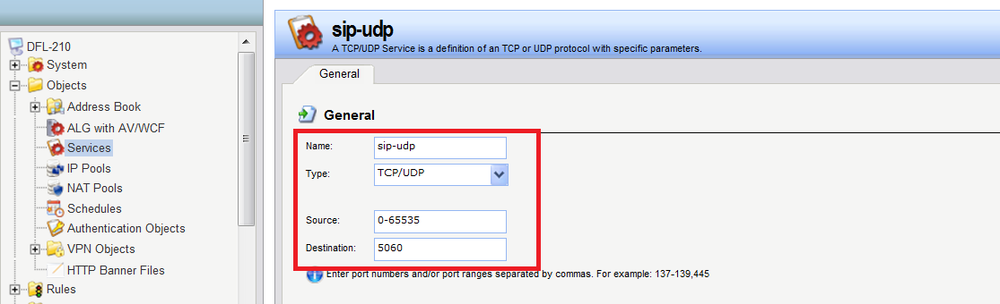 DFL-210
System
Objects
Address Book
ALG with AV/WCF
Services
IP Pools
NAT Pools
Schedules
Authentication Objects
VPN Objects
HTTP Banner Files
Rules
sip-udp
A TCP/UDP Service is a definition of an TCP or UDP protocol with specific parameters.
General
General
Name: sip-udp
Type: TCP/UDP
Source: 0-65535
Destination: 5060
Enter port numbers and/or port ranges separated by commas. For example: 137-139,445